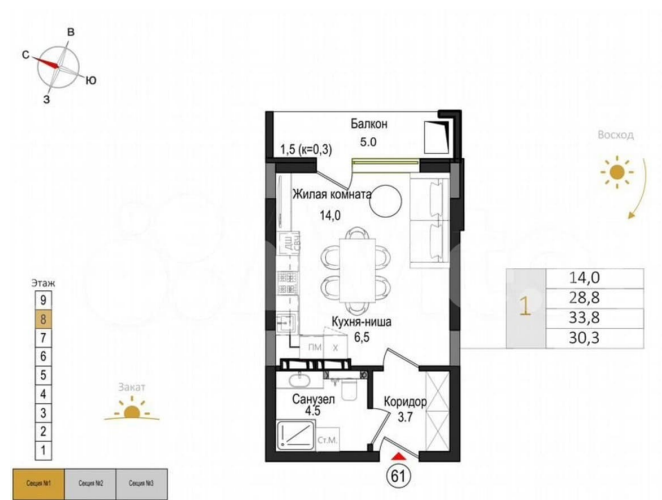 В
С
Ю
З
Балкон
5.0
1,5 (к=0,3)
Восход
Жилая комната
14,0
ДШ
СВЧ
14,0
28,8
33,8
30,3
1
Этаж
9
8
7
6
5
4
3
2
1
Кухня-ниша
6,5
ПМ
Х
Закат
Санузел
4.5
Ст.М.
Коридор
3.7
61
Секция №1
Секция №2
Секция №3